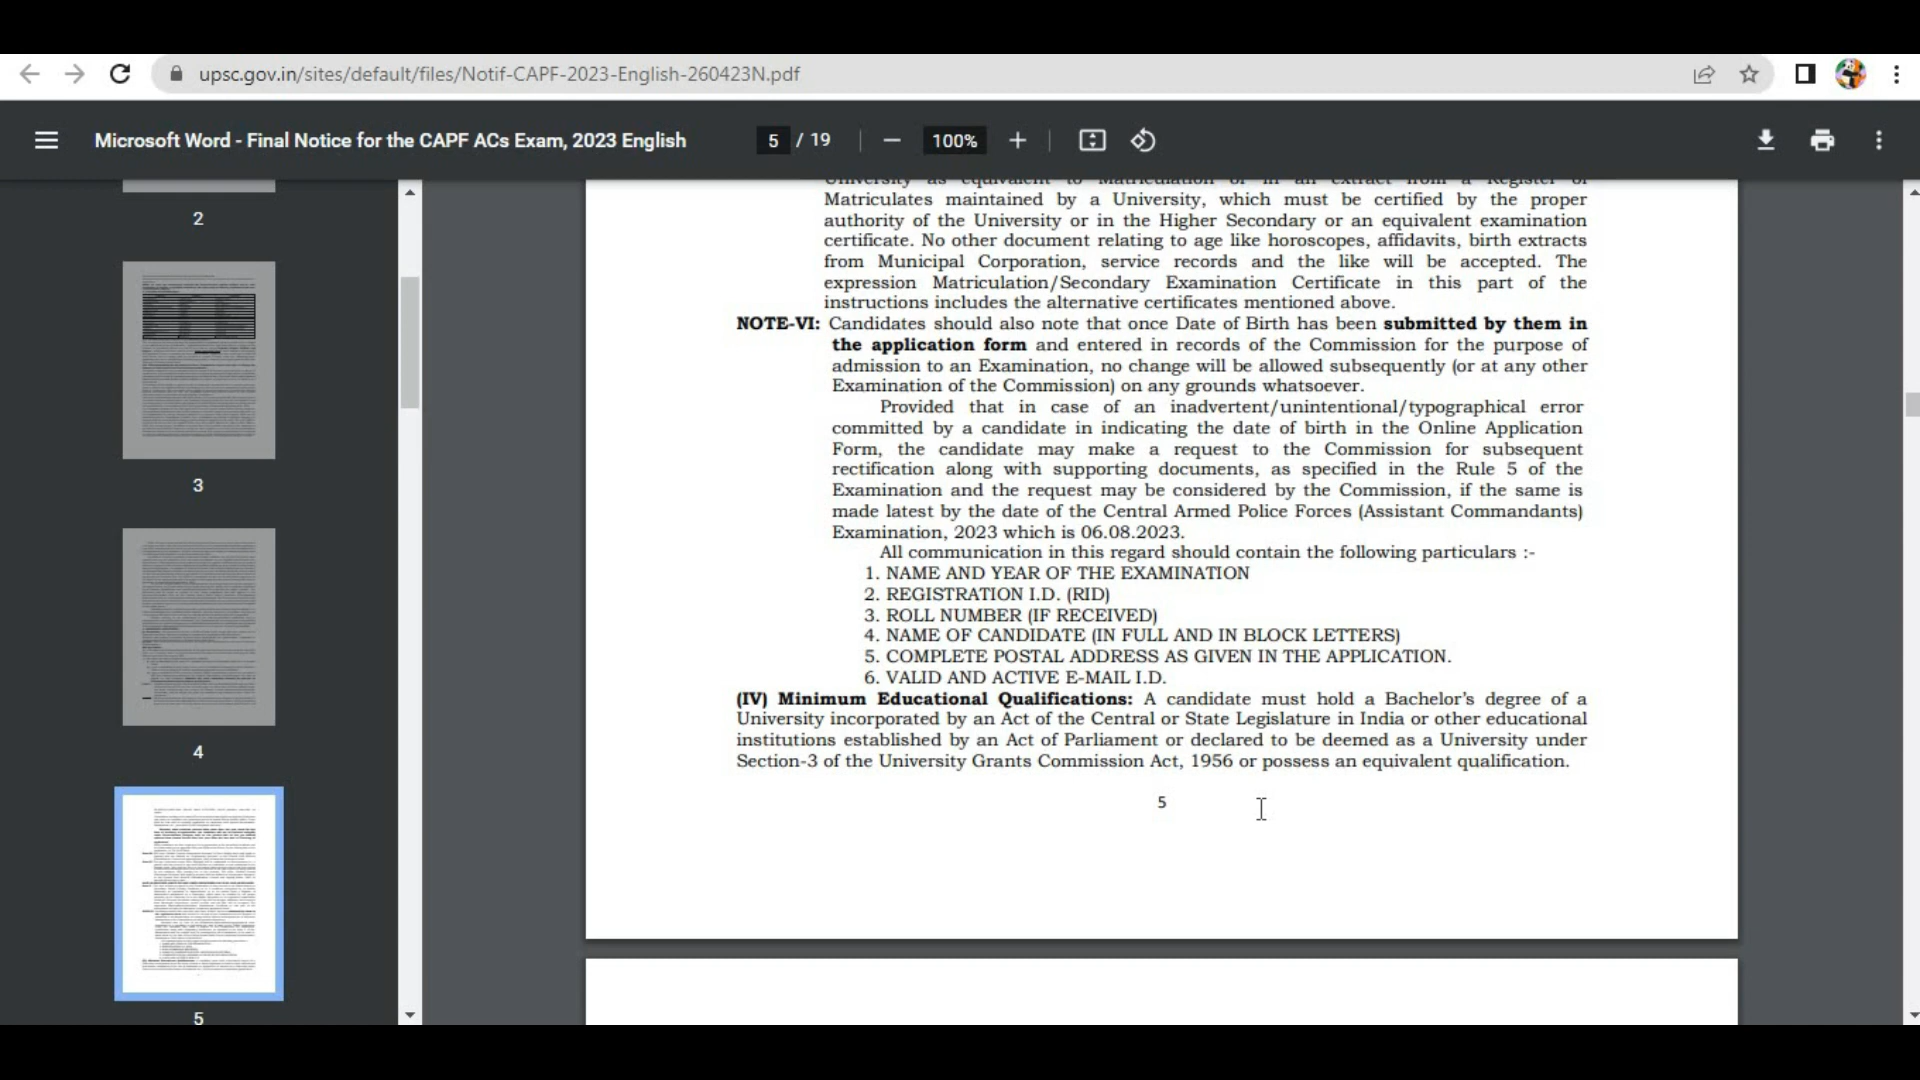 upsc.gov.in/sites/default/files/Notif-CAPF-2023-English-260423N.pdf
Microsoft Word - Final Notice for the CAPF ACs Exam, 2023 English
5 / 19
100%
2
3
4
5
University as equivalent to Matriculation or in an extract from a Register of
Matriculates maintained by a University, which must be certified by the proper
authority of the University or in the Higher Secondary or an equivalent examination
certificate. No other document relating to age like horoscopes, affidavits, birth extracts
from Municipal Corporation, service records and the like will be accepted. The
expression Matriculation/Secondary Examination Certificate in this part of the
instructions includes the alternative certificates mentioned above.
NOTE-VI: Candidates should also note that once Date of Birth has been submitted by them in
the application form and entered in records of the Commission for the purpose of
admission to an Examination, no change will be allowed subsequently (or at any other
Examination of the Commission) on any grounds whatsoever.
Provided that in case of an inadvertent/unintentional/typographical error
committed by a candidate in indicating the date of birth in the Online Application
Form, the candidate may make a request to the Commission for subsequent
rectification along with supporting documents, as specified in the Rule 5 of the
Examination and the request may be considered by the Commission, if the same is
made latest by the date of the Central Armed Police Forces (Assistant Commandants)
Examination, 2023 which is 06.08.2023.
All communication in this regard should contain the following particulars :-
1. NAME AND YEAR OF THE EXAMINATION
2. REGISTRATION I.D. (RID)
3. ROLL NUMBER (IF RECEIVED)
4. NAME OF CANDIDATE (IN FULL AND IN BLOCK LETTERS)
5. COMPLETE POSTAL ADDRESS AS GIVEN IN THE APPLICATION.
6. VALID AND ACTIVE E-MAIL I.D.
(IV) Minimum Educational Qualifications: A candidate must hold a Bachelor's degree of a
University incorporated by an Act of the Central or State Legislature in India or other educational
institutions established by an Act of Parliament or declared to be deemed as a University under
Section-3 of the University Grants Commission Act, 1956 or possess an equivalent qualification.
5